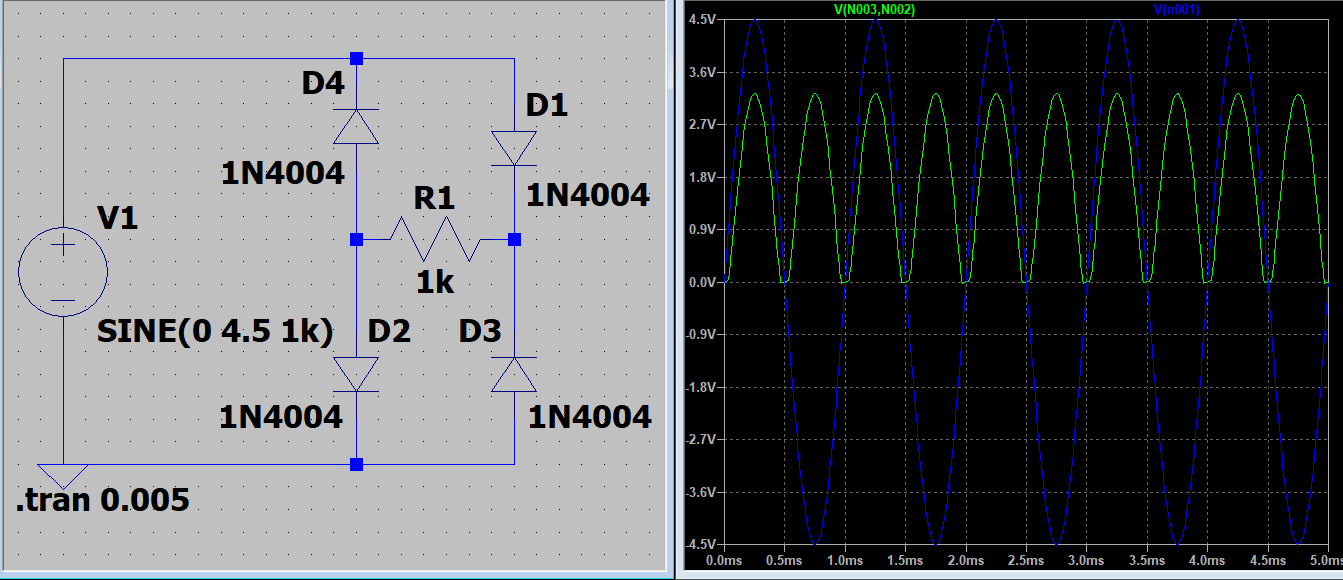 D4
D1
1N4004
1N4004
R1
V1
1k
SINE(0 4.5 1k)
D2
D3
1N4004
1N4004
.tran 0.005
V(N003,N002)
V(n001)
4.5V
3.6V
2.7V
1.8V
0.9V
0.0V
-0.9V
-1.8V
-2.7V
-3.6V
-4.5V
0.0ms 0.5ms 1.0ms 1.5ms 2.0ms 2.5ms 3.0ms 3.5ms 4.0ms 4.5ms 5.0ms